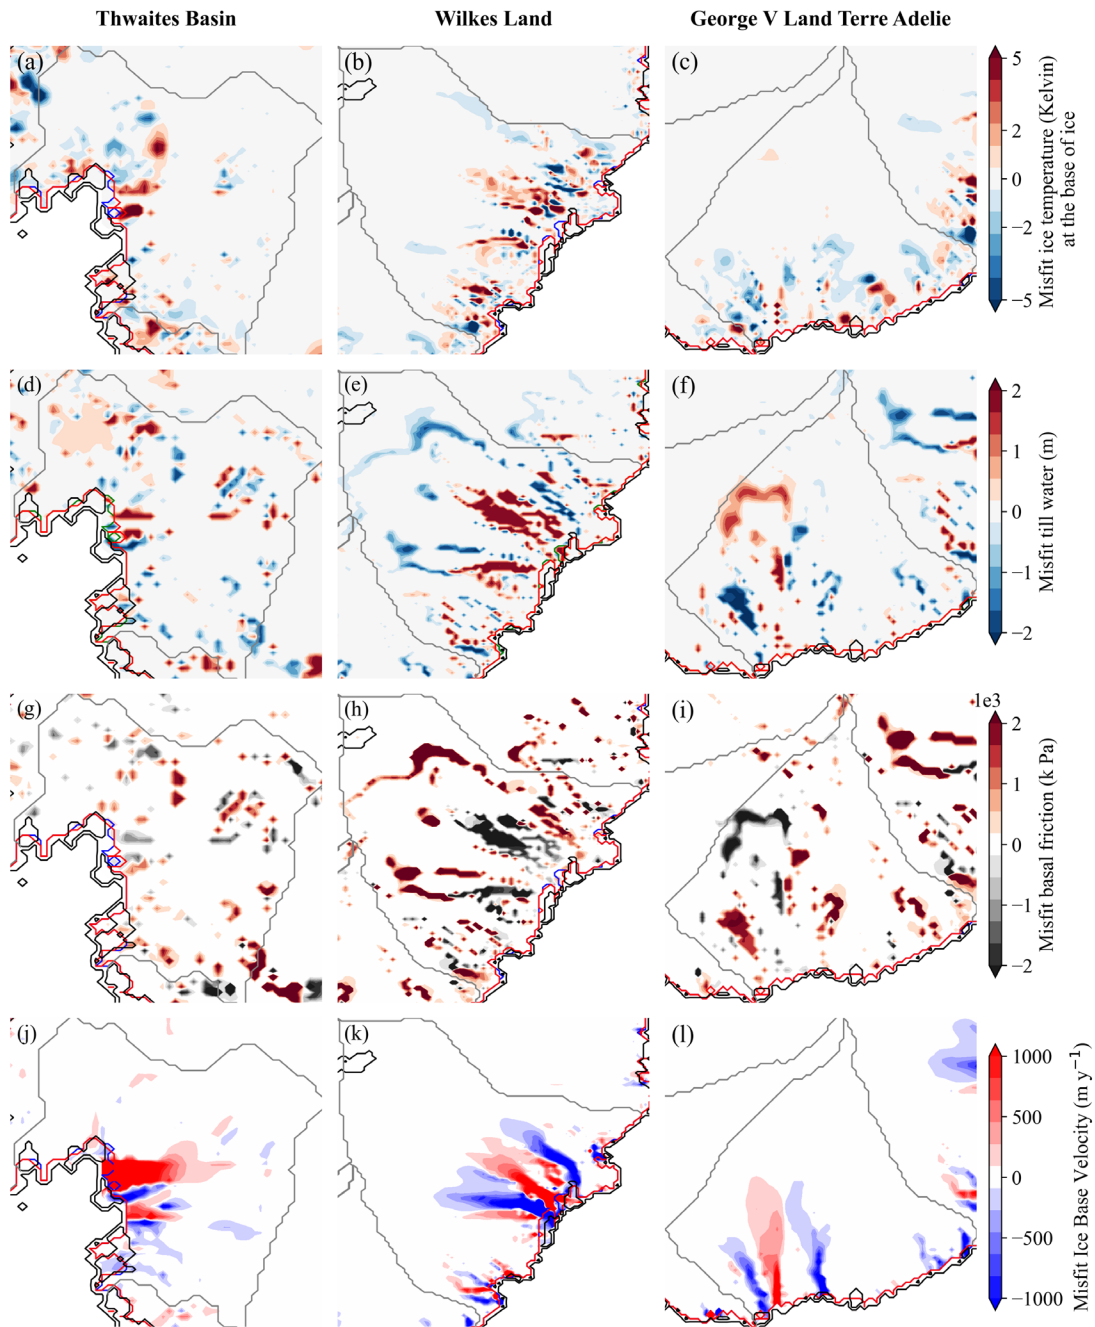 Thwaites Basin
Wilkes Land
George V Land Terre Adelie
(a)
(b)
(c)
5
2
0
−2
−5
Misfit ice temperature (Kelvin)
at the base of ice
(d)
(e)
(f)
2
1
0
−1
−2
Misfit till water (m)
(g)
(h)
(i)
1e3
2
1
0
−1
−2
Misfit basal friction (k Pa)
(j)
(k)
(l)
1000
500
0
−500
−1000
Misfit Ice Base Velocity (m y⁻¹)